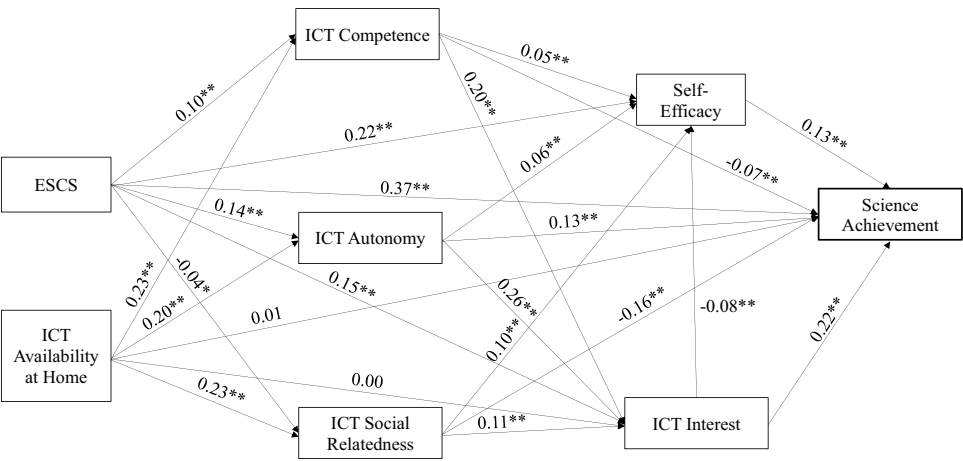 ICT Competence
0.05**
Self-
Efficacy
0.10**
0.20**
0.22**
0.13**
0.06**
-0.07**
ESCS
0.37**
Science
Achievement
0.14**
ICT Autonomy
0.13**
-0.04*
0.23**
0.20**
0.15**
0.26**
-0.16**
-0.08**
0.01
0.10**
0.22**
ICT
Availability
at Home
0.00
0.23**
ICT Social
Relatedness
0.11**
ICT Interest